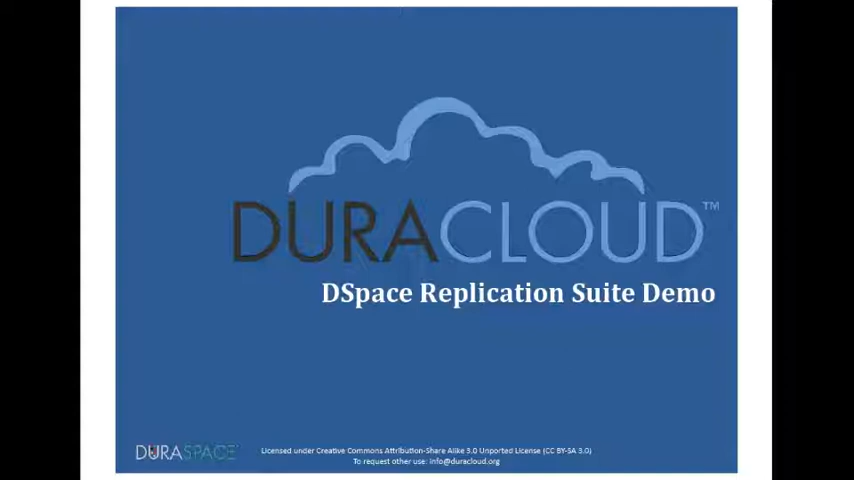 DURACLOUD™
DSpace Replication Suite Demo
DURASPACE
Licensed under Creative Commons Attribution-Share Alike 3.0 Unported License (CC BY-SA 3.0)
To request other use: info@duracloud.org